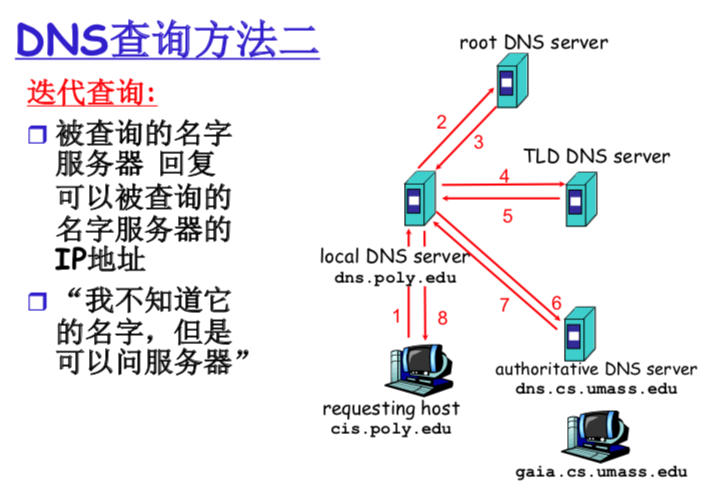 DNS查询方法二
迭代查询:
被查询的名字
服务器 回复
可以被查询的
名字服务器的
IP地址
“我不知道它
的名字，但是
可以问服务器”
root DNS server
2
3
TLD DNS server
4
5
local DNS server
dns.poly.edu
1
8
7
6
authoritative DNS server
dns.cs.umass.edu
requesting host
cis.poly.edu
gaia.cs.umass.edu